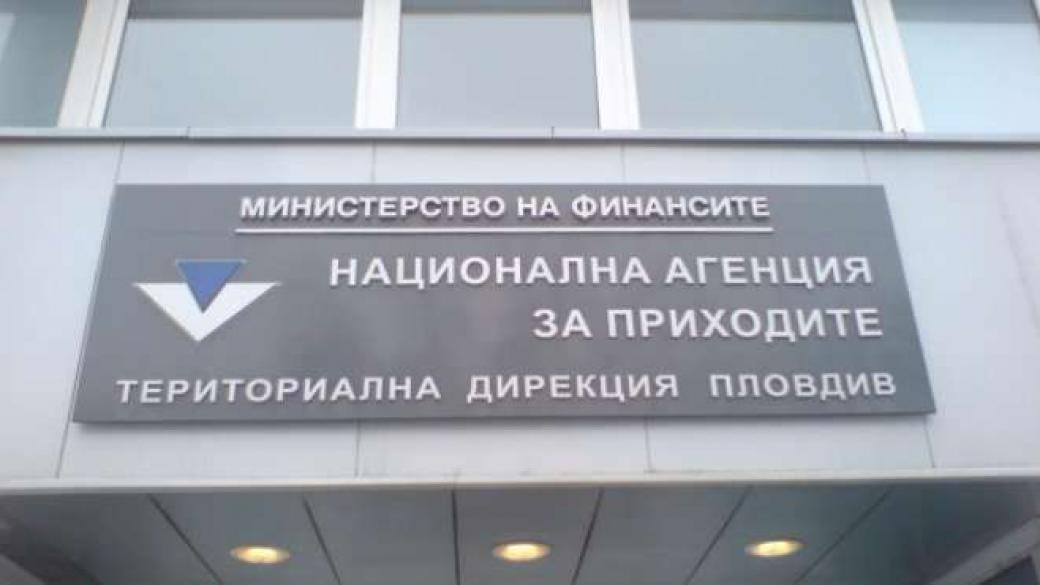 МИНИСТЕРСТВО НА ФИНАНСИТЕ
НАЦИОНАЛНА АГЕНЦИЯ
ЗА ПРИХОДИТЕ
ТЕРИТОРИАЛНА ДИРЕКЦИЯ ПЛОВДИВ